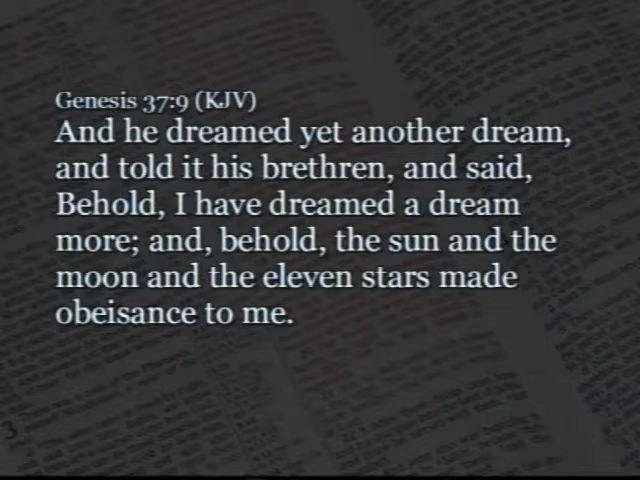 Genesis 37:9 (KJV)
And he dreamed yet another dream,
and told it his brethren, and said,
Behold, I have dreamed a dream
more; and, behold, the sun and the
moon and the eleven stars made
obeisance to me.
3